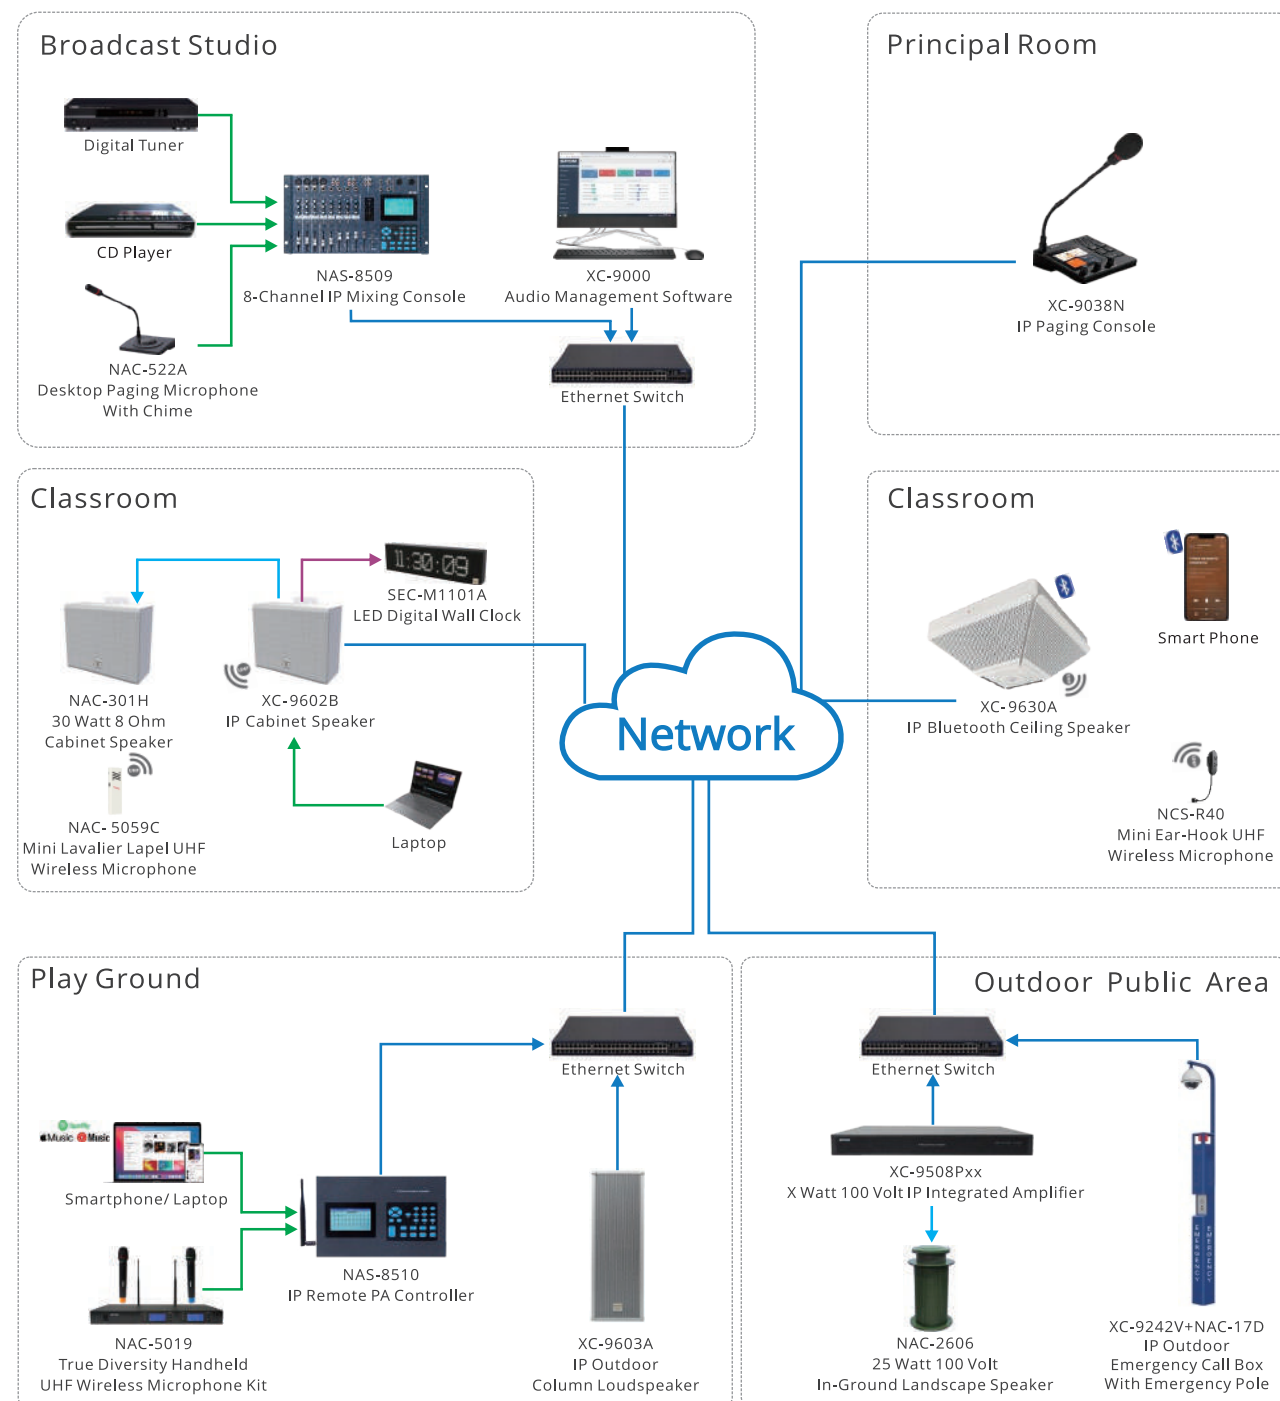 Broadcast Studio
Digital Tuner
CD Player
NAC-522A
Desktop Paging Microphone
With Chime
NAS-8509
8-Channel IP Mixing Console
XC-9000
Audio Management Software
Ethernet Switch
Principal Room
XC-9038N
IP Paging Console
Classroom
11:30:09
SEC-M1101A
LED Digital Wall Clock
NAC-301H
30 Watt 8 Ohm
Cabinet Speaker
XC-9602B
IP Cabinet Speaker
NAC- 5059C
Mini Lavalier Lapel UHF
Wireless Microphone
Laptop
Network
Classroom
Smart Phone
XC-9630A
IP Bluetooth Ceiling Speaker
NCS-R40
Mini Ear-Hook UHF
Wireless Microphone
Play Ground
Ethernet Switch
Spotify
Music Music
Smartphone/ Laptop
NAS-8510
IP Remote PA Controller
NAC-5019
True Diversity Handheld
UHF Wireless Microphone Kit
XC-9603A
IP Outdoor
Column Loudspeaker
Outdoor Public Area
Ethernet Switch
XC-9508Pxx
X Watt 100 Volt IP Integrated Amplifier
NAC-2606
25 Watt 100 Volt
In-Ground Landscape Speaker
EMERGENCY
EMERGENCY
XC-9242V+NAC-17D
IP Outdoor
Emergency Call Box
With Emergency Pole